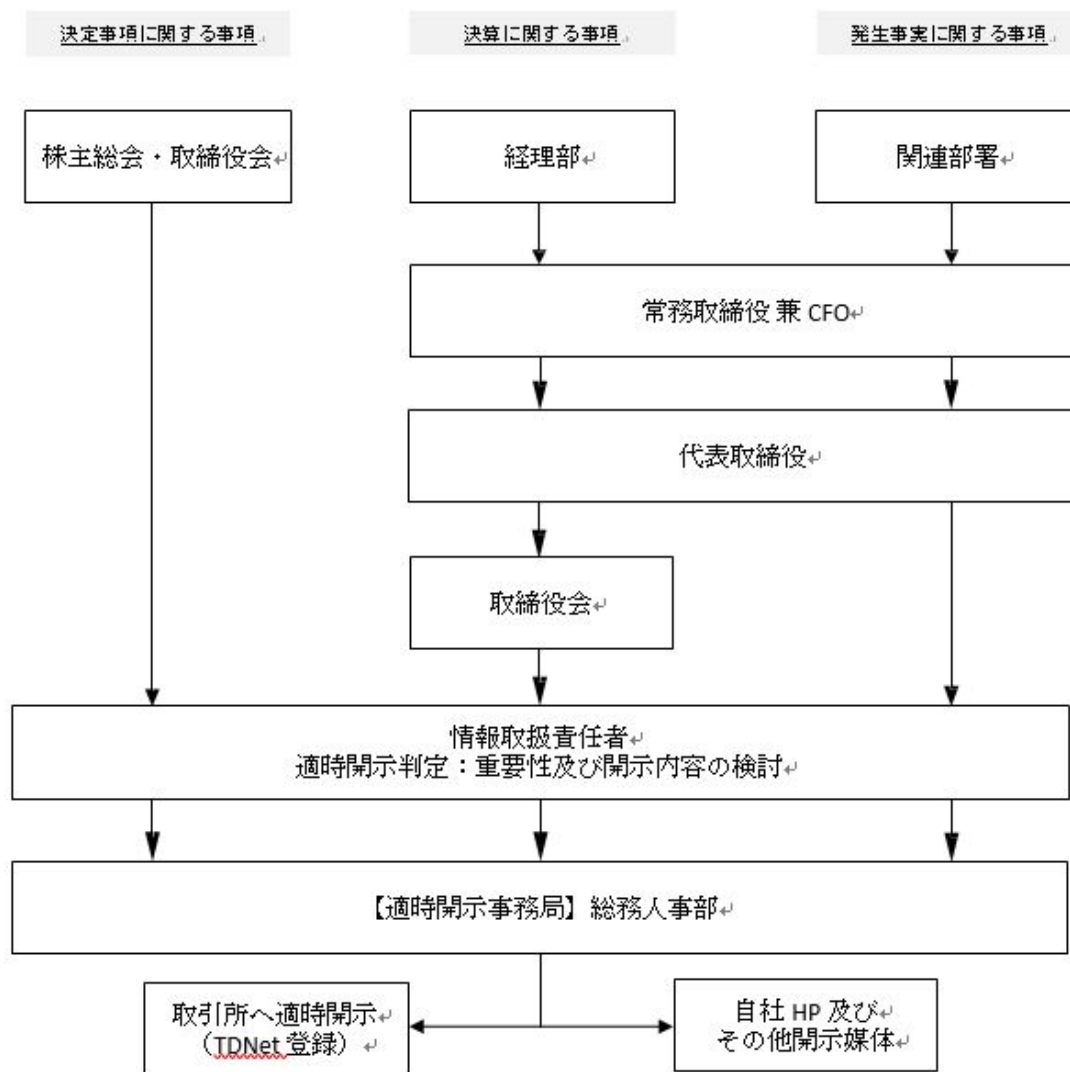 決定事項に関する事項
決算に関する事項
発生事実に関する事項
株主総会・取締役会
経理部
関連部署
常務取締役 兼 CFO
代表取締役
取締役会
情報取扱責任者
適時開示判定：重要性及び開示内容の検討
【適時開示事務局】総務人事部
取引所へ適時開示
（TDNet 登録）
自社 HP 及び
その他開示媒体